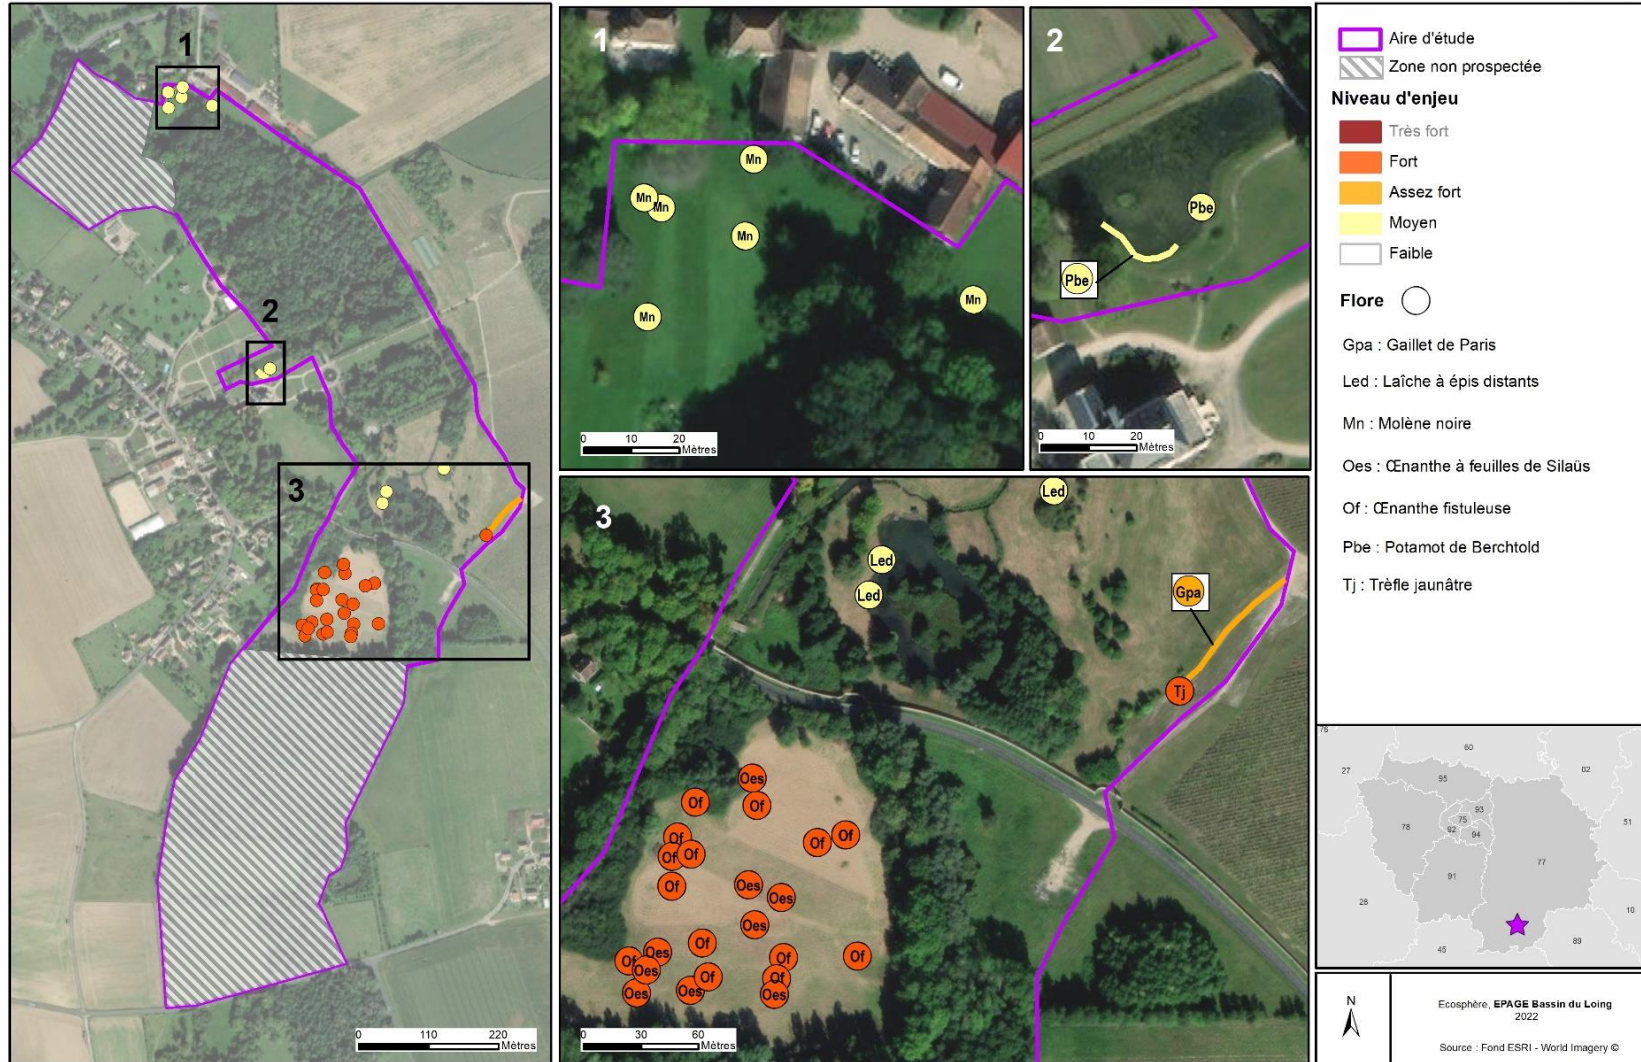 1
2
3
0 110 220
Mètres
1
Mn
Mn
Mn
Mn
Mn
Mn
0 10 20
Mètres
2
Pbe
Pbe
0 10 20
Mètres
3
Led
Led
Led
Gpa
Tj
Oes
Of
Of
Of
Of
Of
Of
Of
Of
Oes
Oes
Oes
Of
Oes
Of
Oes
Of
Of
Of
Of
Oes
Oes
Oes
0 30 60
Mètres
Aire d'étude
Zone non prospectée
Niveau d'enjeu
Très fort
Fort
Assez fort
Moyen
Faible
Flore
Gpa : Gaillet de Paris
Led : Laîche à épis distants
Mn : Molène noire
Oes : Œnanthe à feuilles de Silaüs
Of : Œnanthe fistuleuse
Pbe : Potamot de Berchtold
Tj : Trèfle jaunâtre
76
60
02
27
95
93
75
92
94
51
78
77
91
28
10
45
89
N
Ecosphère, EPAGE Bassin du Loing
2022
Source : Fond ESRI - World Imagery ©